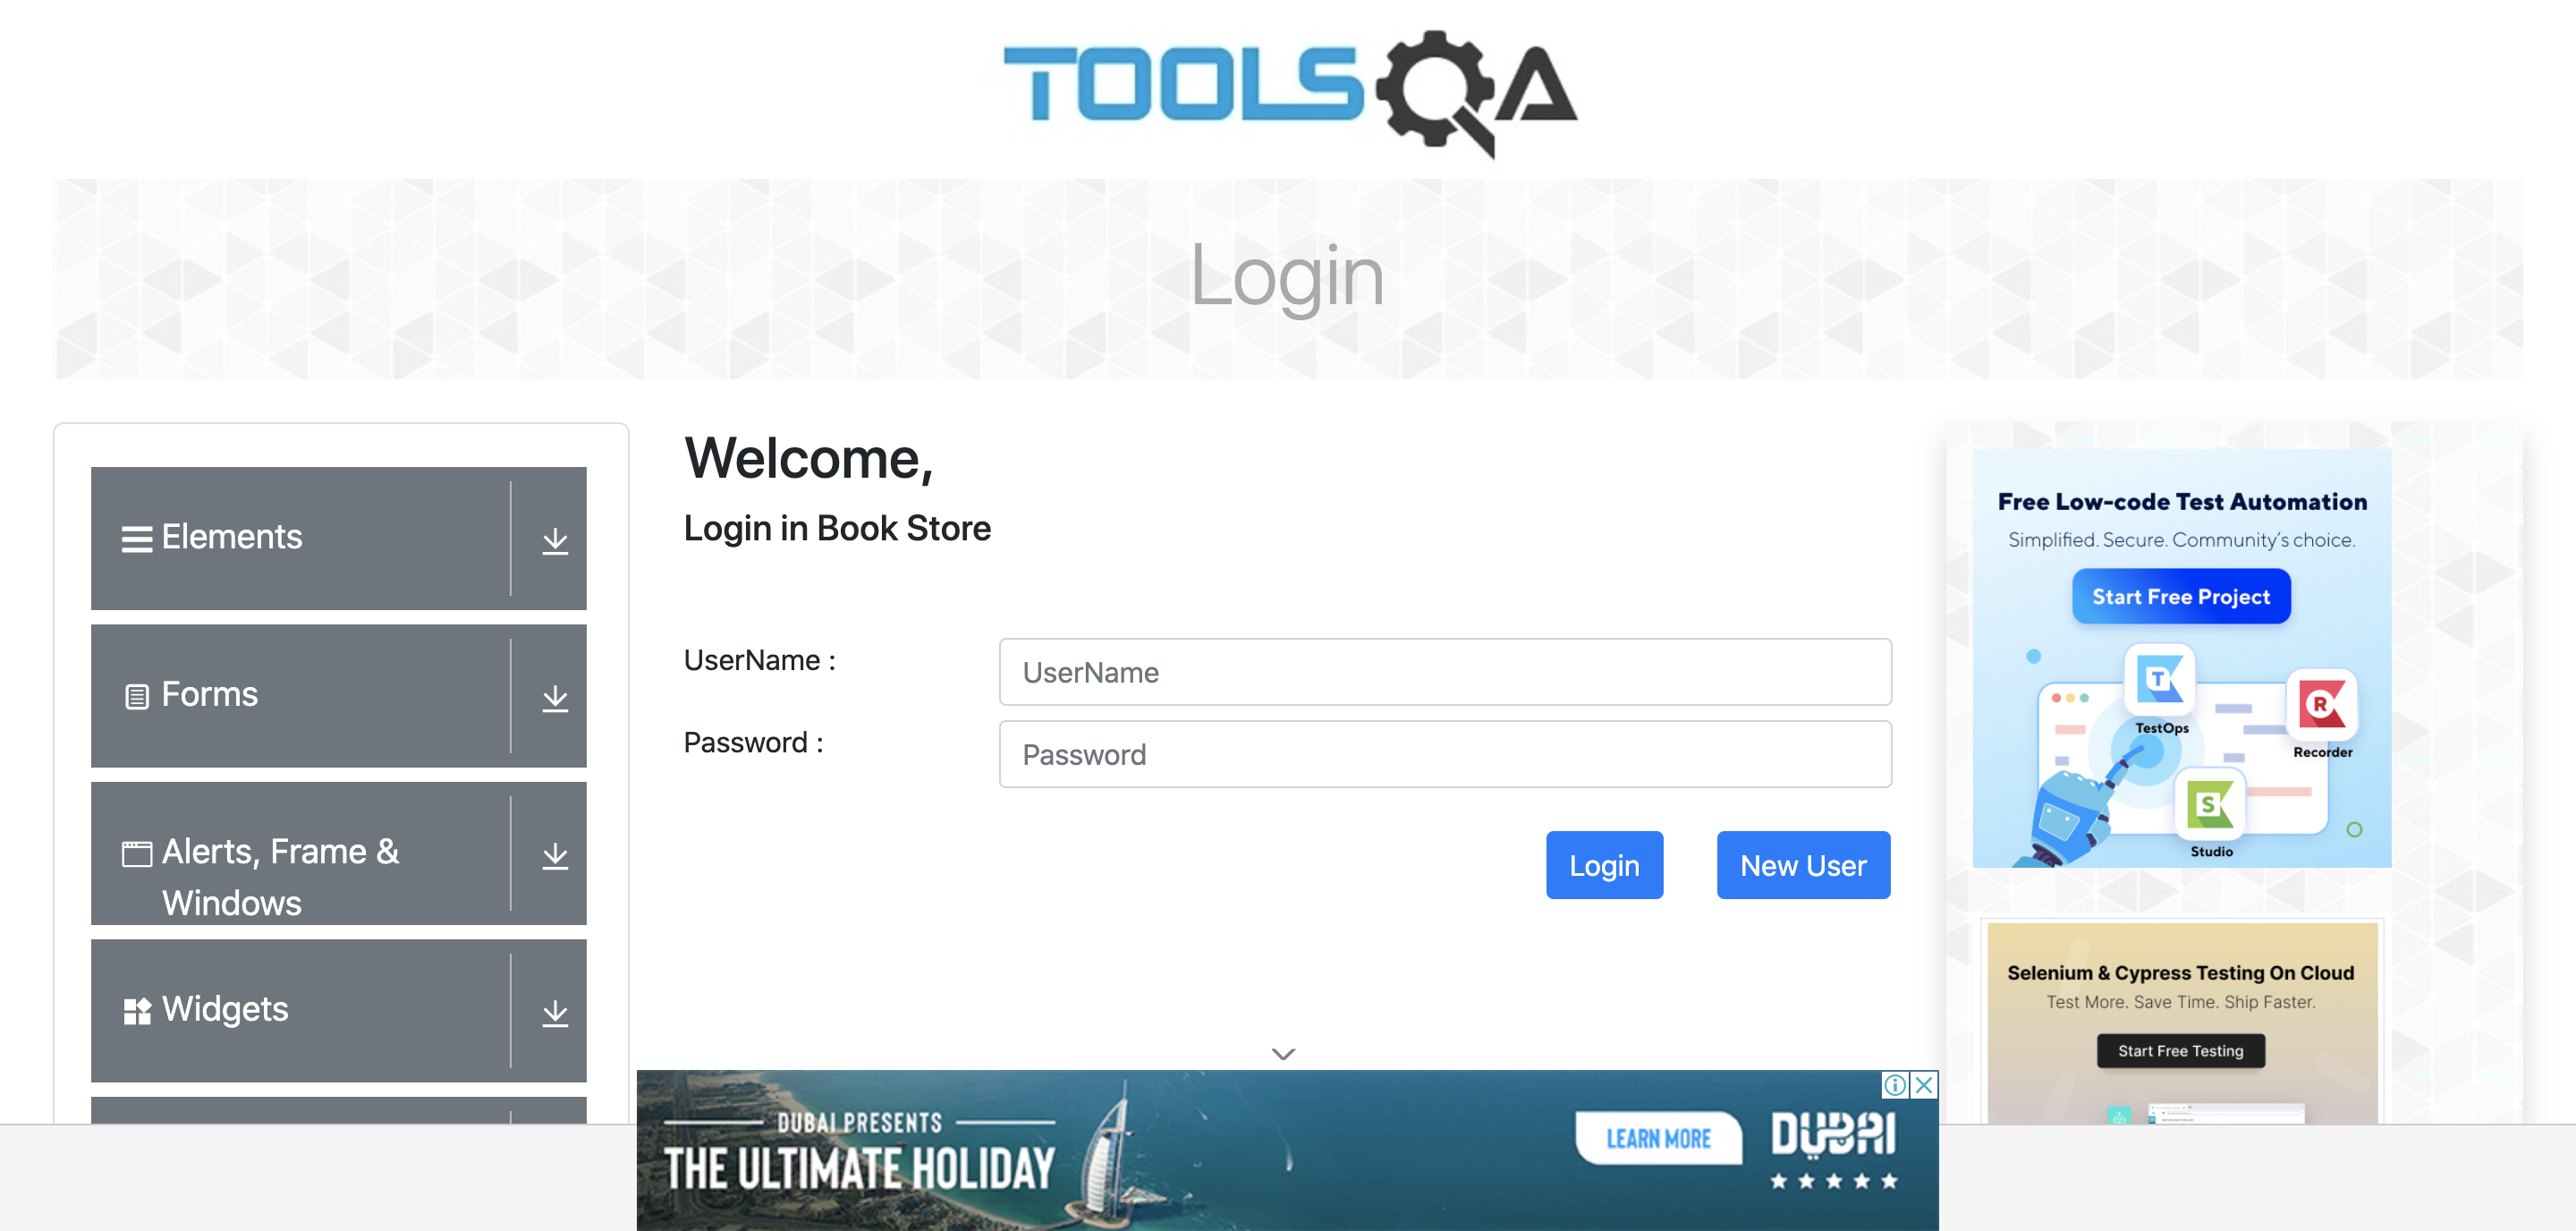 TOOLSQA
Login
Elements
Forms
Alerts, Frame &
Windows
Widgets
Welcome,
Login in Book Store
UserName :
UserName
Password :
Password
Login
New User
Free Low-code Test Automation
Simplified. Secure. Community's choice.
Start Free Project
T
TestOps
R
Recorder
S
Studio
Selenium & Cypress Testing On Cloud
Test More. Save Time. Ship Faster.
Start Free Testing
DUBAI PRESENTS
THE ULTIMATE HOLIDAY
LEARN MORE
DUBAI